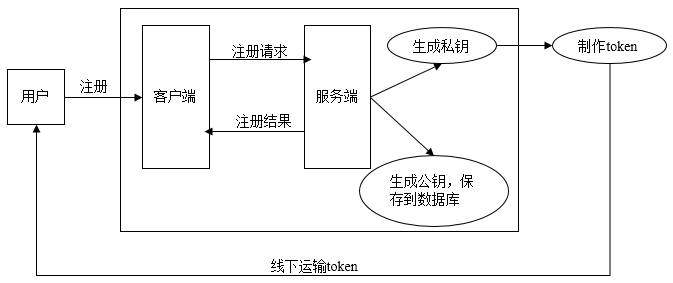 用户
注册
客户端
注册请求
注册结果
服务端
生成私钥
生成公钥，保
存到数据库
制作token
线下运输token